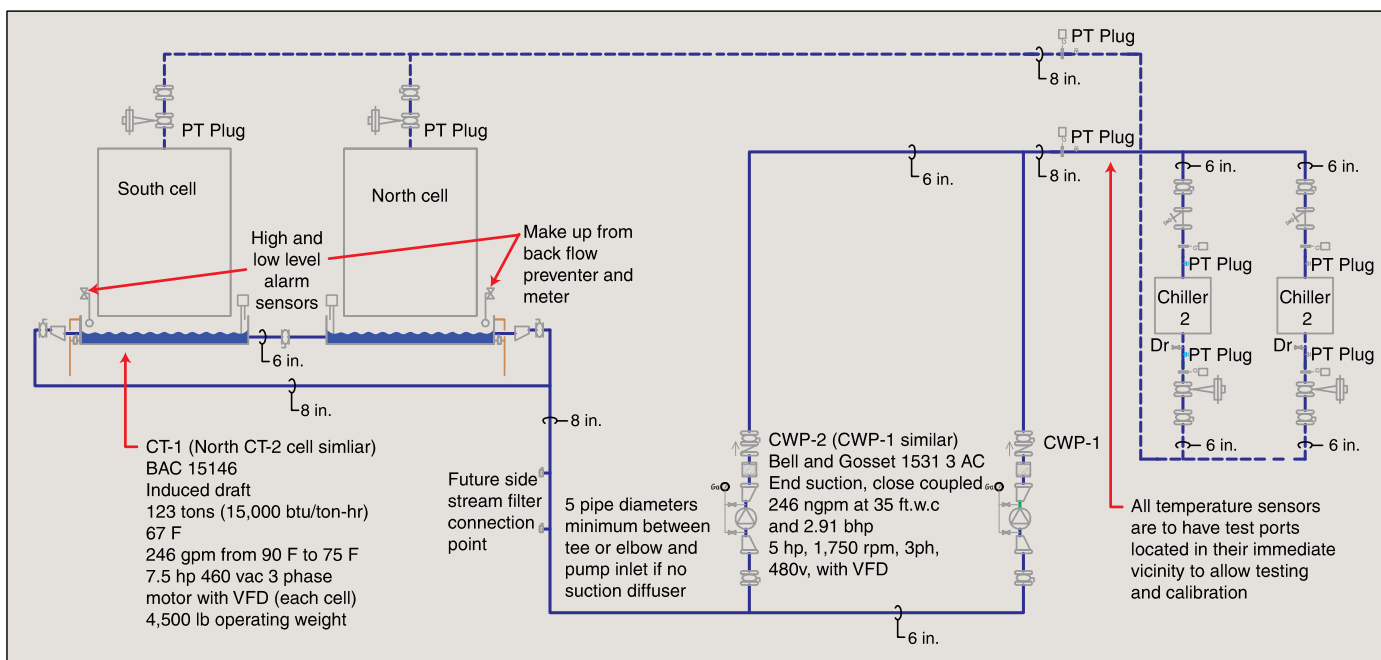 PT Plug
8 in.
PT Plug
PT Plug
PT Plug
6 in.
8 in.
6 in.
6 in.
South cell
North cell
High and
low level
alarm
sensors
Make up from
back flow
preventer and
meter
PT Plug
PT Plug
Chiller
2
Chiller
2
Dr
PT Plug
Dr
PT Plug
6 in.
8 in.
8 in.
6 in.
6 in.
CT-1 (North CT-2 cell simliar)
BAC 15146
Induced draft
123 tons (15,000 btu/ton-hr)
67 F
246 gpm from 90 F to 75 F
7.5 hp 460 vac 3 phase
motor with VFD (each cell)
4,500 lb operating weight
Future side
stream filter
connection
point
5 pipe diameters
minimum between
tee or elbow and
pump inlet if no
suction diffuser
CWP-2 (CWP-1 similar)
Bell and Gosset 1531 3 AC
End suction, close coupled
246 ngpm at 35 ft.w.c
and 2.91 bhp
5 hp, 1,750 rpm, 3ph,
480v, with VFD
Go
Go
CWP-1
All temperature sensors
are to have test ports
located in their immediate
vicinity to allow testing
and calibration
6 in.